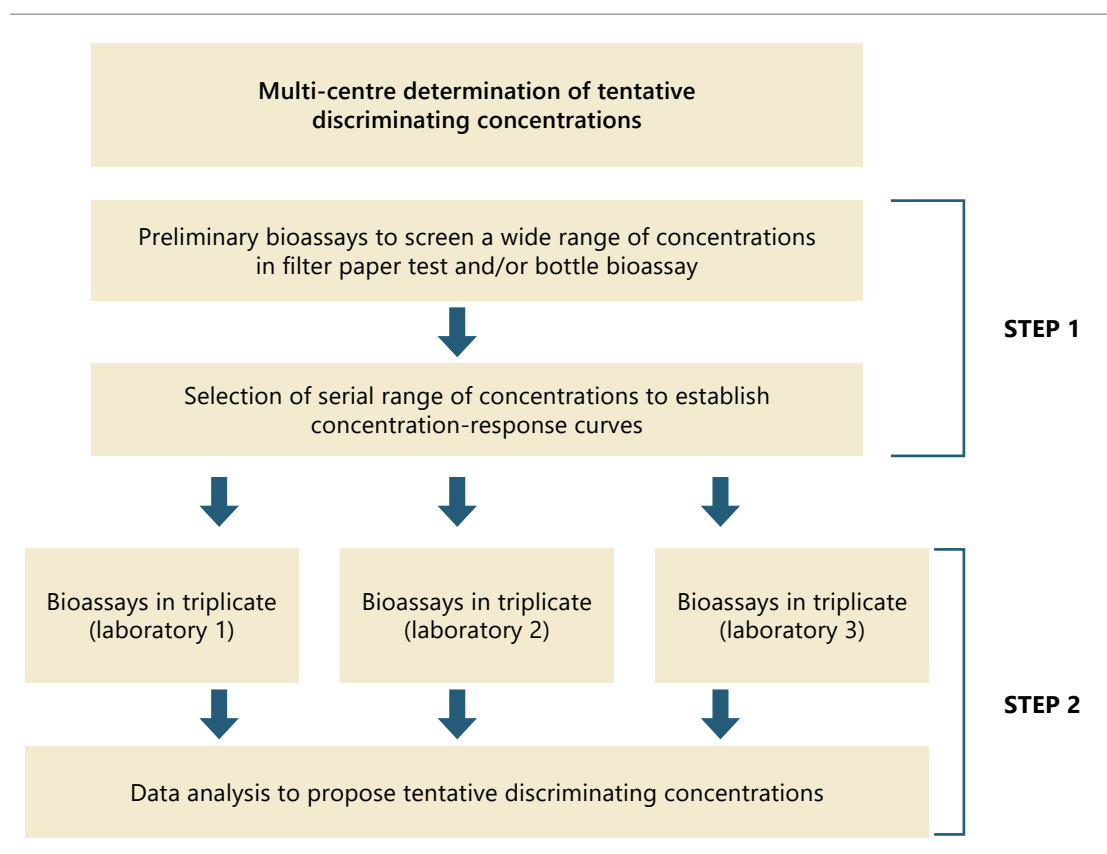 Multi-centre determination of tentative
discriminating concentrations
Preliminary bioassays to screen a wide range of concentrations
in filter paper test and/or bottle bioassay
STEP 1
Selection of serial range of concentrations to establish
concentration-response curves
Bioassays in triplicate
(laboratory 1)
Bioassays in triplicate
(laboratory 2)
Bioassays in triplicate
(laboratory 3)
STEP 2
Data analysis to propose tentative discriminating concentrations